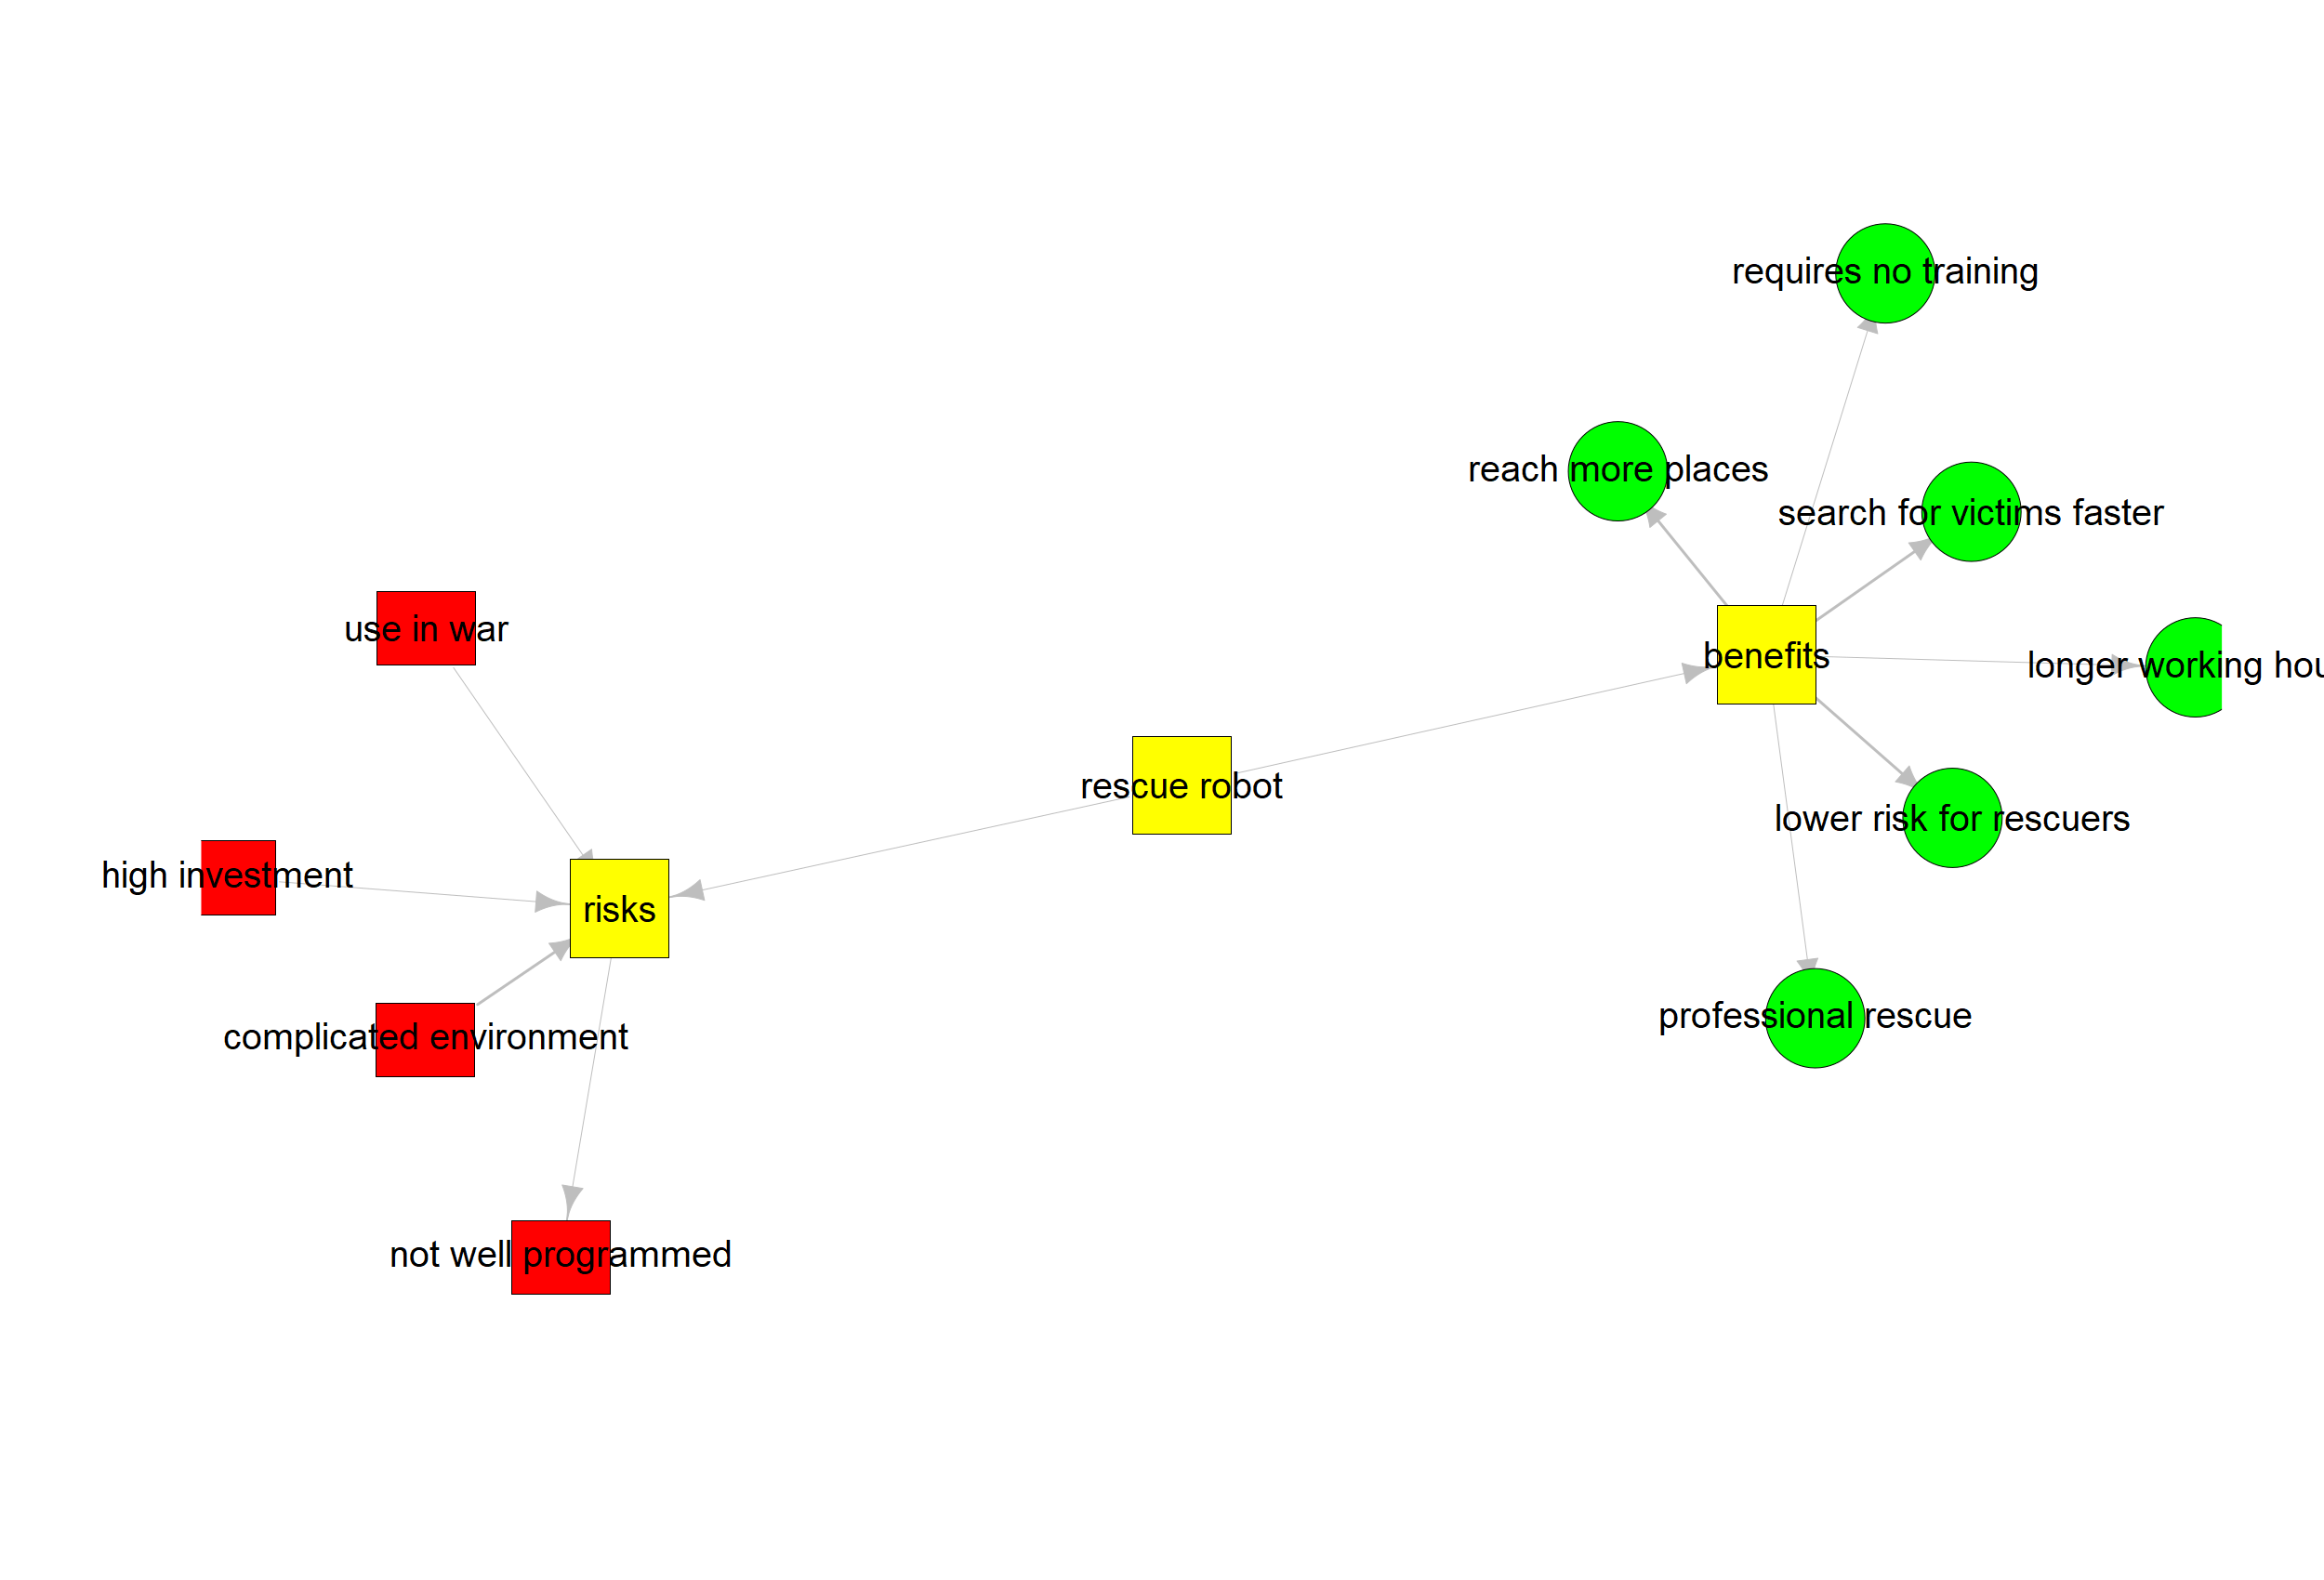 requires no training
reach more places
search for victims faster
use in war
benefits
longer working hou
rescue robot
lower risk for rescuers
high investment
risks
professional rescue
complicated environment
not well programmed